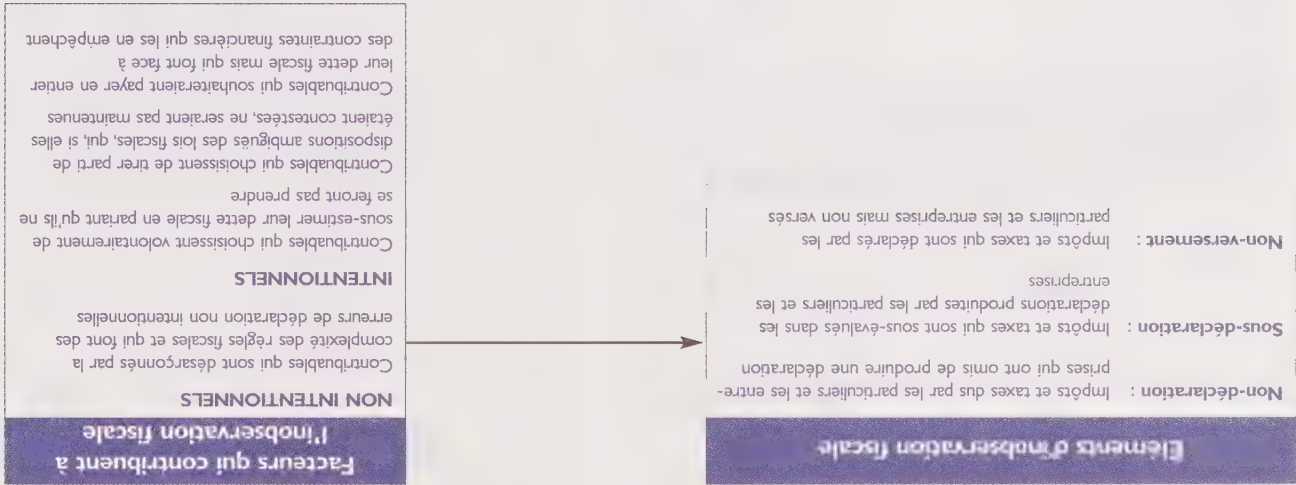 Eléments d'inobservation fiscale
Non-déclaration : Impôts et taxes dus par les particuliers et les entre-
prises qui ont omis de produire une déclaration
Sous-déclaration : Impôts et taxes qui sont sous-évalués dans les
déclarations produites par les particuliers et les
entreprises
Non-versement : Impôts et taxes qui sont déclarés par les
particuliers et les entreprises mais non versés
Facteurs qui contribuent à
l'inobservation fiscale
NON INTENTIONNELS
Contribuables qui sont désarçonnés par la
complexité des règles fiscales et qui font des
erreurs de déclaration non intentionnelles
INTENTIONNELS
Contribuables qui choisissent volontairement de
sous-estimer leur dette fiscale en pariant qu'ils ne
se feront pas prendre
Contribuables qui choisissent de tirer parti de
dispositions ambiguës des lois fiscales, qui, si elles
étaient contestées, ne seraient pas maintenues
Contribuables qui souhaiteraient payer en entier
leur dette fiscale mais qui font face à
des contraintes financières qui les en empêchent